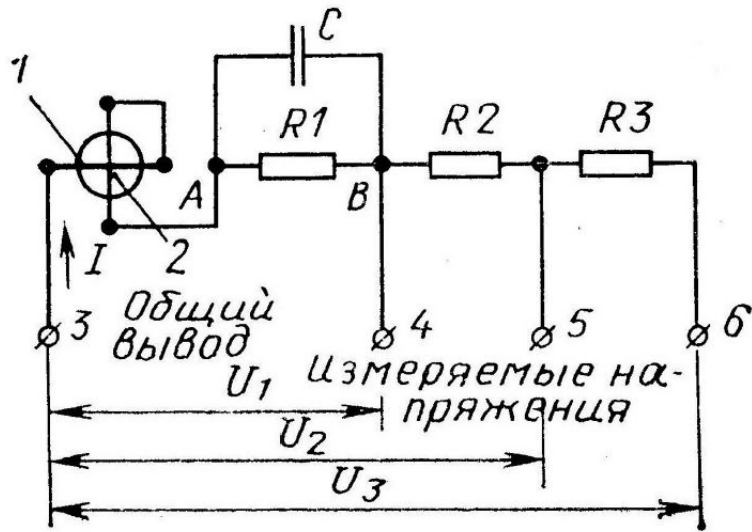 C
1
R1
R2
R3
A
B
I
2
3
Общий
вывод
4
5
6
Измеряемые на-
пряжения
U1
U2
U3